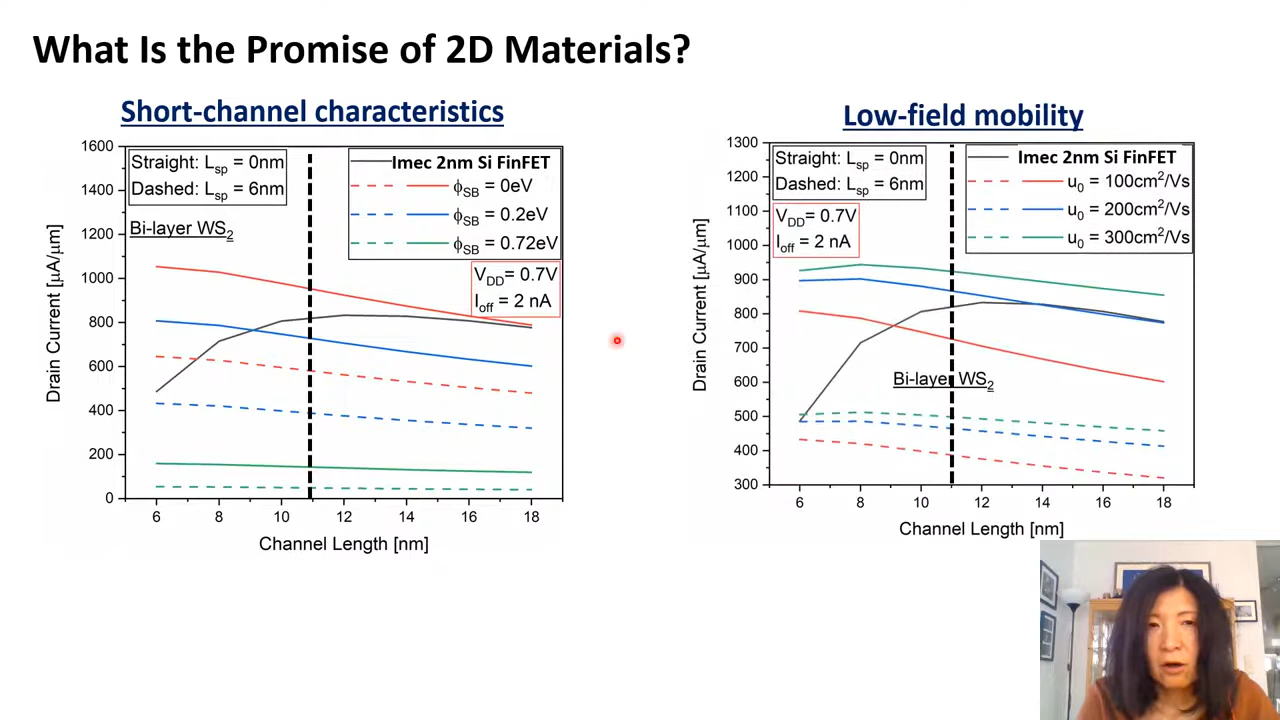 What Is the Promise of 2D Materials?
Short-channel characteristics
Straight: Lsp = 0nm
Dashed: Lsp = 6nm
Bi-layer WS2
Imec 2nm Si FinFET
ϕSB = 0eV
ϕSB = 0.2eV
ϕSB = 0.72eV
VDD= 0.7V
Ioff = 2 nA
Drain Current [µA/µm]
1600
1400
1200
1000
800
600
400
200
0
6 8 10 12 14 16 18
Channel Length [nm]
Low-field mobility
Straight: Lsp = 0nm
Dashed: Lsp = 6nm
VDD= 0.7V
Ioff = 2 nA
Imec 2nm Si FinFET
u0 = 100cm²/Vs
u0 = 200cm²/Vs
u0 = 300cm²/Vs
Bi-layer WS2
Drain Current [µA/µm]
1300
1200
1100
1000
900
800
700
600
500
400
300
6 8 10 12 14 16 18
Channel Length [nm]